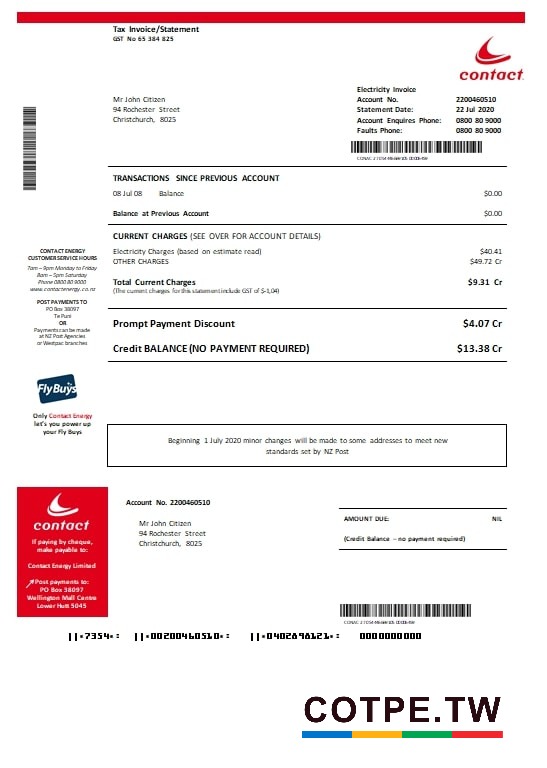 Tax Invoice/Statement
GST No 65 384 825
contact
Electricity Invoice
Account No. 2200460510
Statement Date: 22 Jul 2020
Account Enquires Phone: 0800 80 9000
Faults Phone: 0800 80 9000
Mr John Citizen
94 Rochester Street
Christchurch, 8025
TRANSACTIONS SINCE PREVIOUS ACCOUNT
08 Jul 08 Balance $0.00
Balance at Previous Account $0.00
CURRENT CHARGES (SEE OVER FOR ACCOUNT DETAILS)
Electricity Charges (based on estimate read) $40.41
OTHER CHARGES $49.72 Cr
Total Current Charges $9.31 Cr
(The current charges for this statement include GST of $-1,04)
Prompt Payment Discount $4.07 Cr
Credit BALANCE (NO PAYMENT REQUIRED) $13.38 Cr
CONTACT ENERGY
CUSTOMER SERVICE HOURS
7am – 9pm Monday to Friday
8am – 5pm Saturday
Phone 0800 80 9000
www.contactenergy.co.nz
POST PAYMENTS TO
PO Box 38097
Te Puni
OR
Payments can be made
at NZ Post Agencies
or Westpac branches
FlyBuys
Only Contact Energy
let's you power up
your Fly Buys
Beginning 1 July 2020 minor changes will be made to some addresses to meet new
standards set by NZ Post
contact
If paying by cheque,
make payable to:
Contact Energy Limited
Post payments to:
PO Box 38097
Wellington Mall Centre
Lower Hutt 5045
Account No. 2200460510
Mr John Citizen
94 Rochester Street
Christchurch, 8025
AMOUNT DUE: NIL
(Credit Balance – no payment required)
COTPE.TW